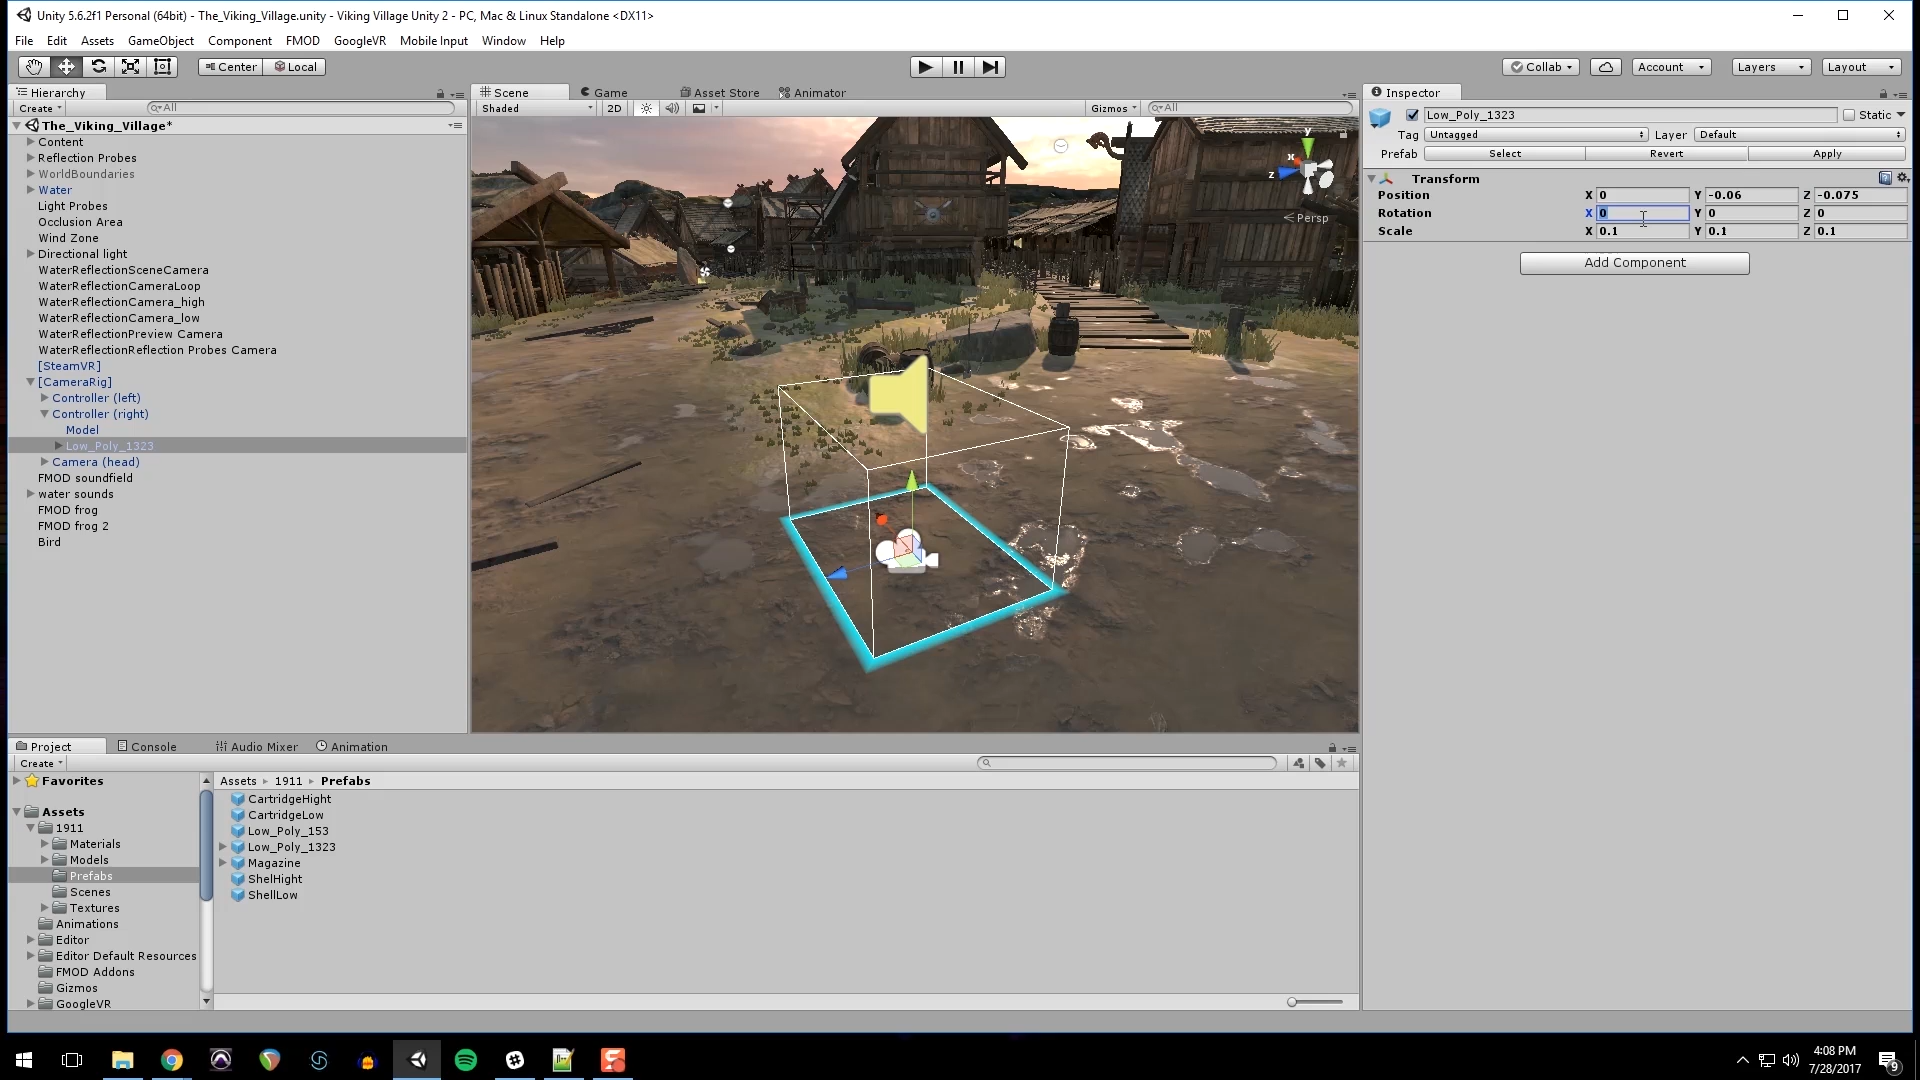 Unity 5.6.2f1 Personal (64bit) - The_Viking_Village.unity - Viking Village Unity 2 - PC, Mac & Linux Standalone <DX11>
File Edit Assets GameObject Component FMOD GoogleVR Mobile Input Window Help
Center Local Collab Account Layers Layout
Hierarchy
Create All
The_Viking_Village*
Content
Reflection Probes
WorldBoundaries
Water
Light Probes
Occlusion Area
Wind Zone
Directional light
WaterReflectionSceneCamera
WaterReflectionCameraLoop
WaterReflectionCamera_high
WaterReflectionCamera_low
WaterReflectionPreview Camera
WaterReflectionReflection Probes Camera
[SteamVR]
[CameraRig]
Controller (left)
Controller (right)
Model
Low_Poly_1323
Camera (head)
FMOD soundfield
water sounds
FMOD frog
FMOD frog 2
Bird
Scene Game Asset Store Animator
Shaded 2D Gizmos All
y
x
z
Persp
Inspector
Low_Poly_1323 Static
Tag Untagged Layer Default
Prefab Select Revert Apply
Transform
Position X 0 Y -0.06 Z -0.075
Rotation X 0 Y 0 Z 0
Scale X 0.1 Y 0.1 Z 0.1
Add Component
Project Console Audio Mixer Animation
Create
Favorites
Assets
1911
Materials
Models
Prefabs
Scenes
Textures
Animations
Editor
Editor Default Resources
FMOD Addons
Gizmos
GoogleVR
Assets 1911 Prefabs
CartridgeHight
CartridgeLow
Low_Poly_153
Low_Poly_1323
Magazine
ShelHight
ShellLow
4:08 PM
7/28/2017
9